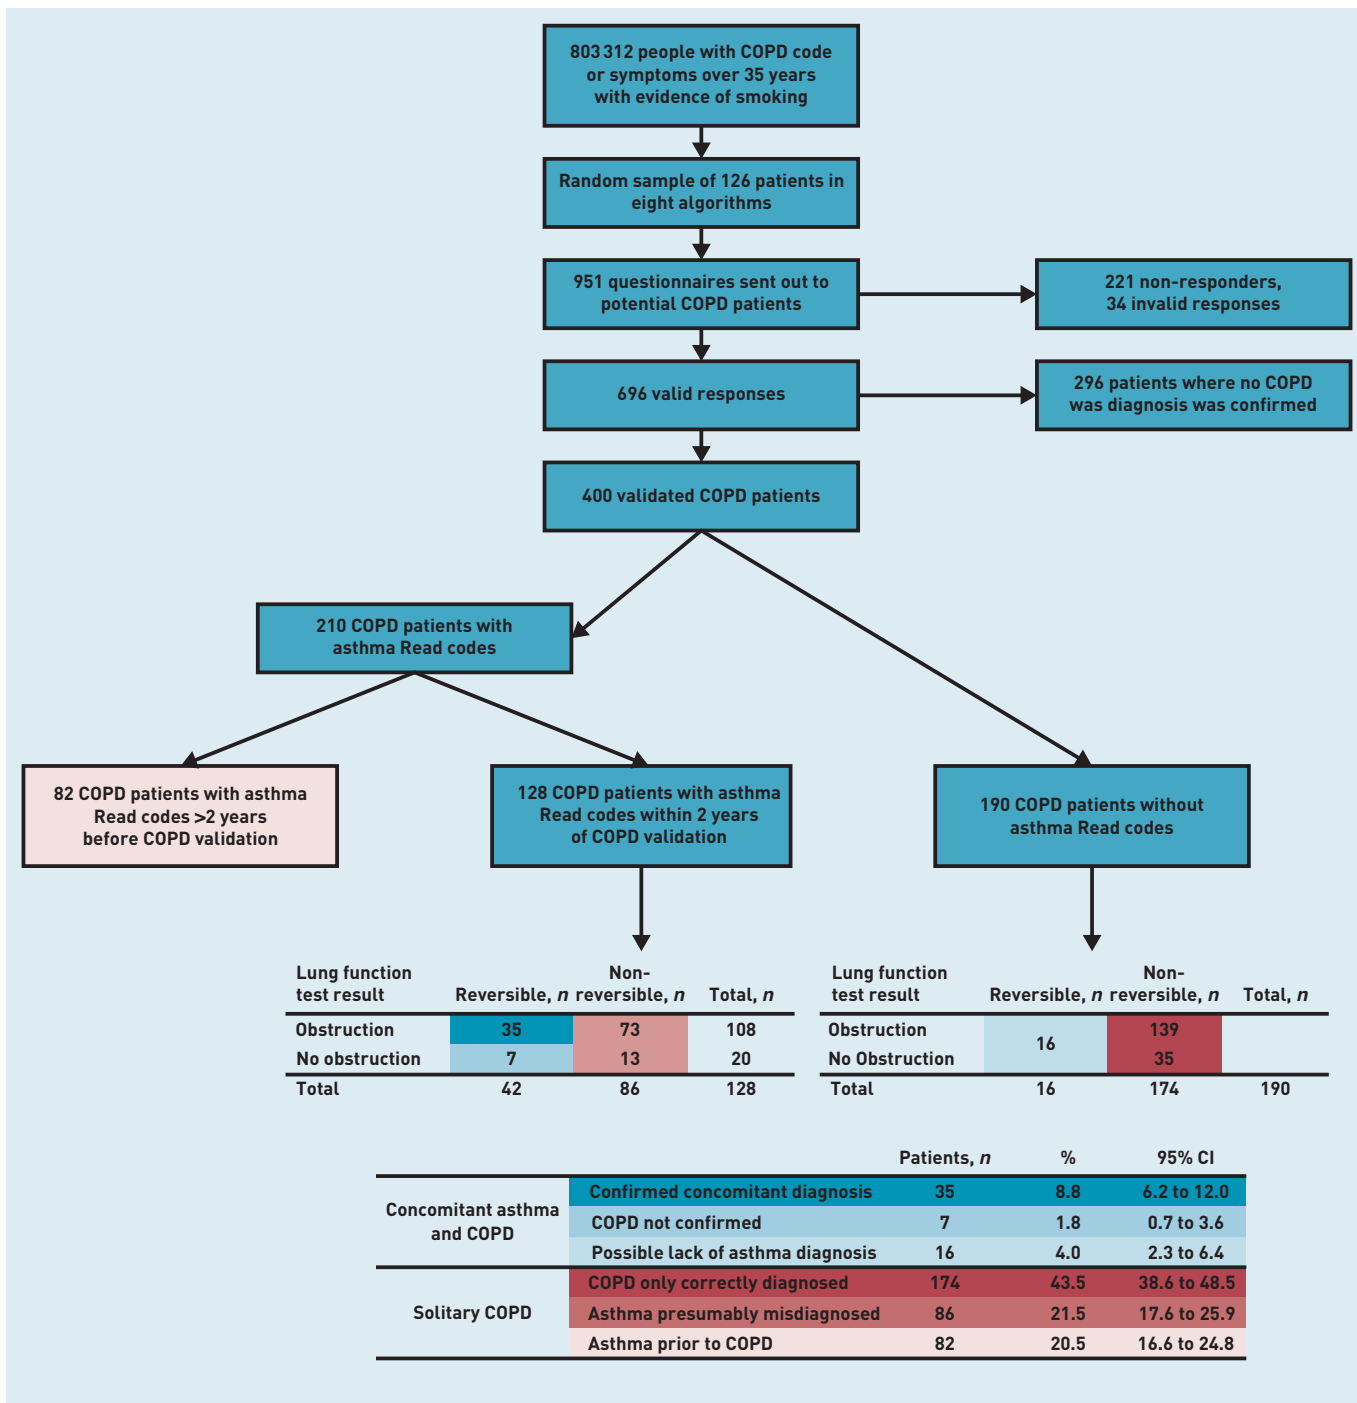 803 312 people with COPD code
or symptoms over 35 years
with evidence of smoking
Random sample of 126 patients in
eight algorithms
951 questionnaires sent out to
potential COPD patients
221 non-responders,
34 invalid responses
696 valid responses
296 patients where no COPD
was diagnosis was confirmed
400 validated COPD patients
210 COPD patients with
asthma Read codes
82 COPD patients with asthma
Read codes >2 years
before COPD validation
128 COPD patients with asthma
Read codes within 2 years
of COPD validation
190 COPD patients without
asthma Read codes
Lung function
test result
Reversible, n
Non-
reversible, n
Total, n
Obstruction 35 73 108
No obstruction 7 13 20
Total 42 86 128
Lung function
test result
Reversible, n
Non-
reversible, n
Total, n
Obstruction 139
16
No Obstruction 35
Total 16 174 190
Patients, n % 95% CI
Concomitant asthma
and COPD
Confirmed concomitant diagnosis 35 8.8 6.2 to 12.0
COPD not confirmed 7 1.8 0.7 to 3.6
Possible lack of asthma diagnosis 16 4.0 2.3 to 6.4
Solitary COPD
COPD only correctly diagnosed 174 43.5 38.6 to 48.5
Asthma presumably misdiagnosed 86 21.5 17.6 to 25.9
Asthma prior to COPD 82 20.5 16.6 to 24.8